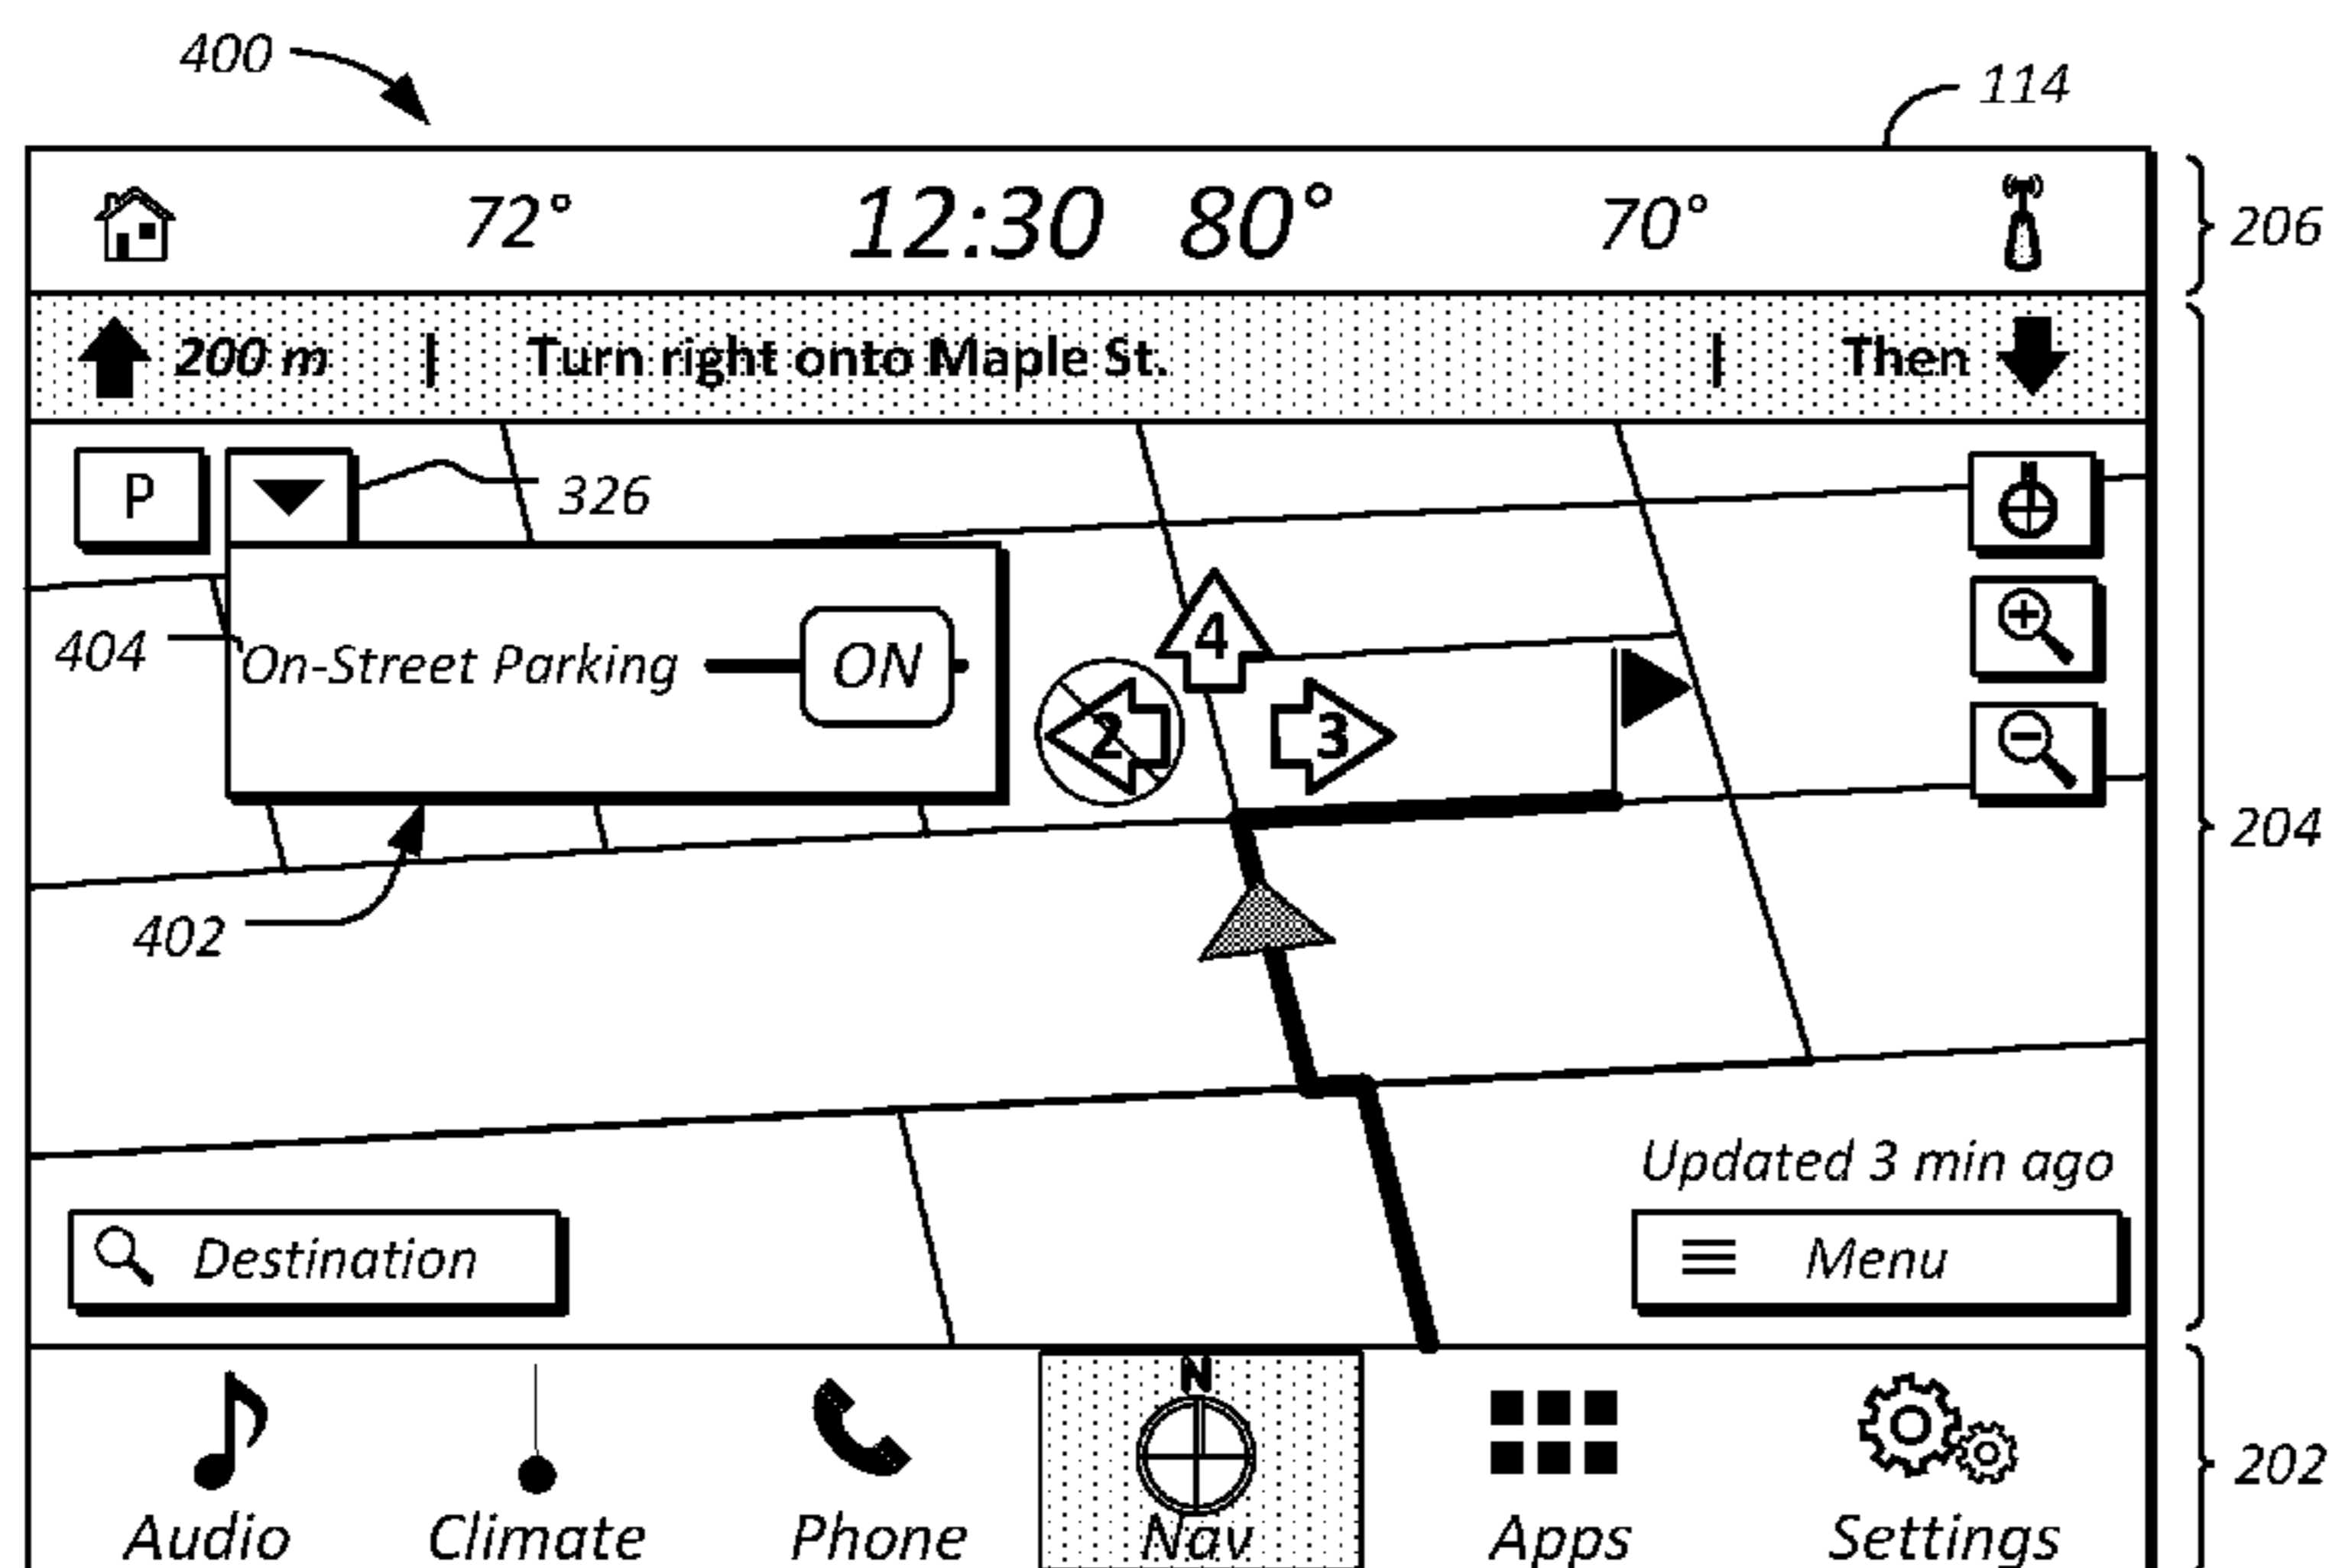 400
114
72° 12:30 80° 70°
206
200 m | Turn right onto Maple St. | Then
P
326
N
404
On-Street Parking ON
4
2
3
204
402
Updated 3 min ago
Destination
Menu
N
202
Audio Climate Phone Nav Apps Settings